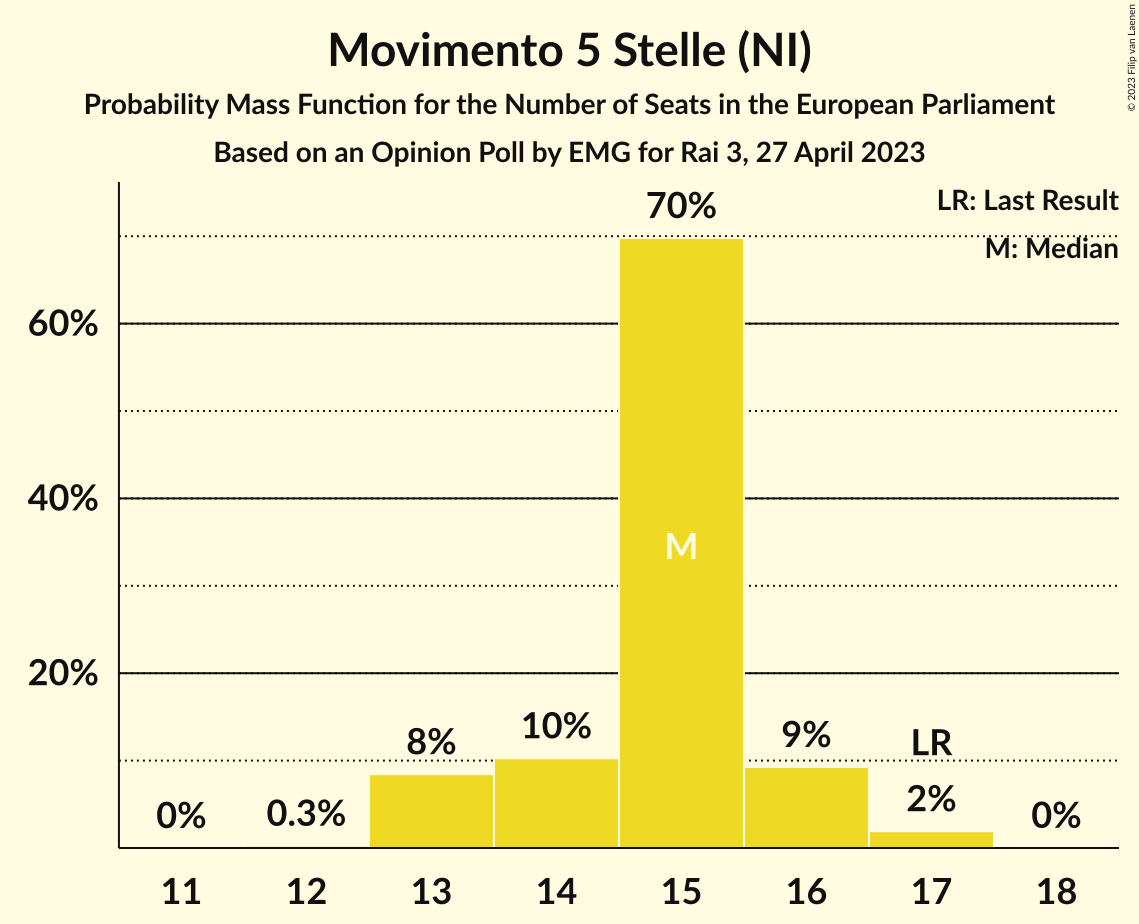 Movimento 5 Stelle (NI)
Probability Mass Function for the Number of Seats in the European Parliament
Based on an Opinion Poll by EMG for Rai 3, 27 April 2023
© 2023 Filip van Laenen
LR: Last Result
M: Median
70%
60%
40%
M
20%
8%
10%
9%
LR
0%
0.3%
2%
0%
11
12
13
14
15
16
17
18